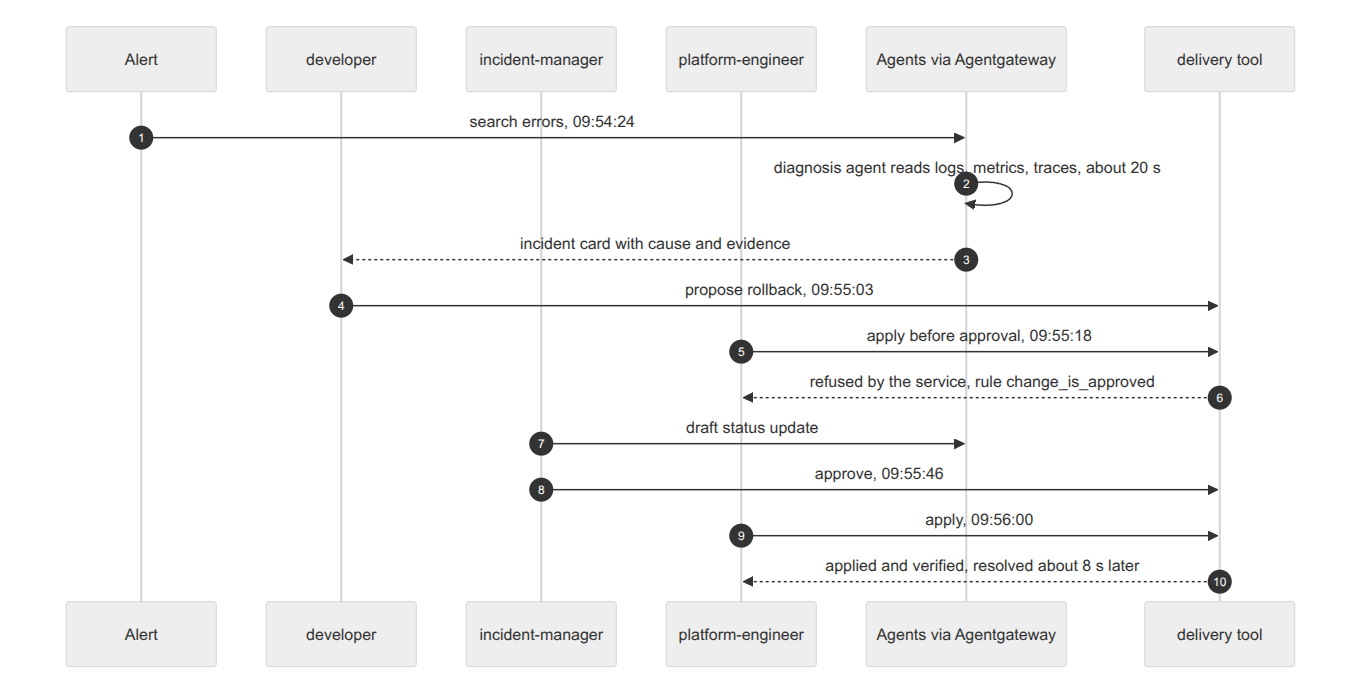 Alert
developer
incident-manager
platform-engineer
Agents via Agentgateway
delivery tool
search errors, 09:54:24
1
diagnosis agent reads logs, metrics, traces, about 20 s
2
incident card with cause and evidence
3
propose rollback, 09:55:03
4
apply before approval, 09:55:18
5
refused by the service, rule change_is_approved
6
draft status update
7
approve, 09:55:46
8
apply, 09:56:00
9
applied and verified, resolved about 8 s later
10
Alert
developer
incident-manager
platform-engineer
Agents via Agentgateway
delivery tool